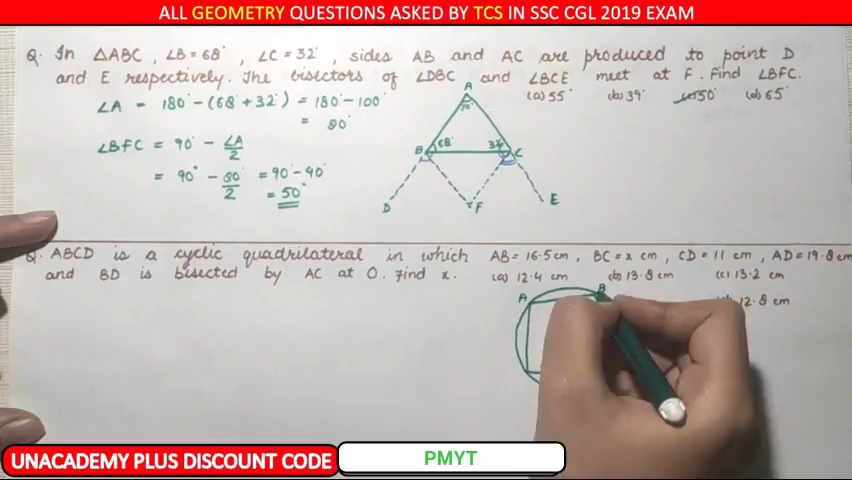 ALL GEOMETRY QUESTIONS ASKED BY TCS IN SSC CGL 2019 EXAM
Q. In △ABC, ∠B = 68°, ∠C = 32°, sides AB and AC are produced to point D
and E respectively. The bisectors of ∠DBC and ∠BCE meet at F. Find ∠BFC.
(a) 55° (b) 39° (c) 50° (d) 65°
∠A = 180° - (68° + 32°) = 180° - 100°
= 80°
∠BFC = 90° - ∠A/2
= 90° - 80°/2 = 90° - 40°
= 50°
A
B 68° 32° C
D F E
Q. ABCD is a cyclic quadrilateral in which AB = 16.5 cm, BC = x cm, CD = 11 cm, AD = 19.8 cm
and BD is bisected by AC at O. Find x. (a) 12.4 cm (b) 13.8 cm (c) 13.2 cm
12.8 cm
A B
UNACADEMY PLUS DISCOUNT CODE PMYT